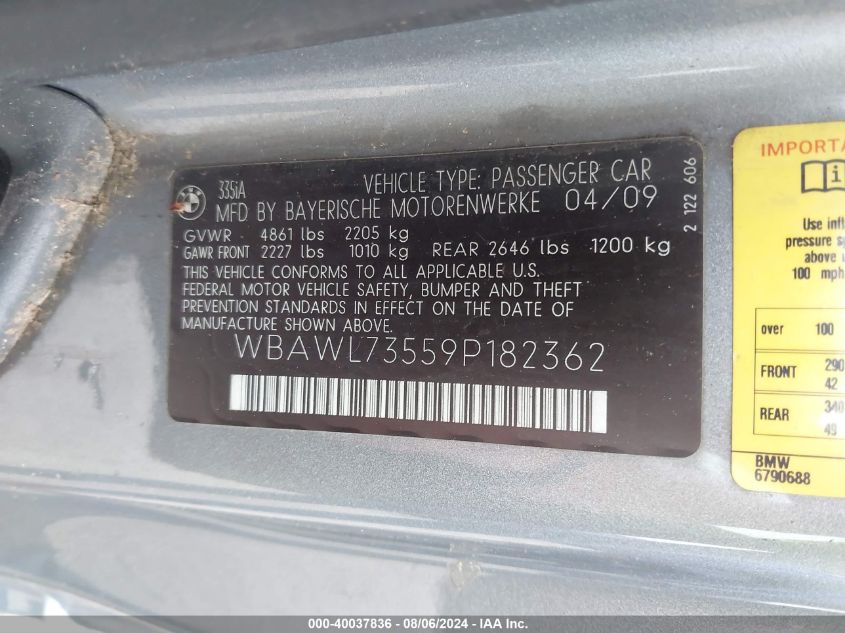 335iA
VEHICLE TYPE: PASSENGER CAR
MFD BY BAYERISCHE MOTORENWERKE 04/09
GVWR - 4861 lbs 2205 kg
GAWR FRONT 2227 lbs 1010 kg REAR 2646 lbs 1200 kg
THIS VEHICLE CONFORMS TO ALL APPLICABLE U.S.
FEDERAL MOTOR VEHICLE SAFETY, BUMPER AND THEFT
PREVENTION STANDARDS IN EFFECT ON THE DATE OF
MANUFACTURE SHOWN ABOVE.
WBAWL73559P182362
2 122 606
IMPORTA
Use infl
pressure sp
above
100 mph
over 100
FRONT 290
42
REAR 340
49
BMW
6790688
000-40037836 - 08/06/2024 - IAA Inc.